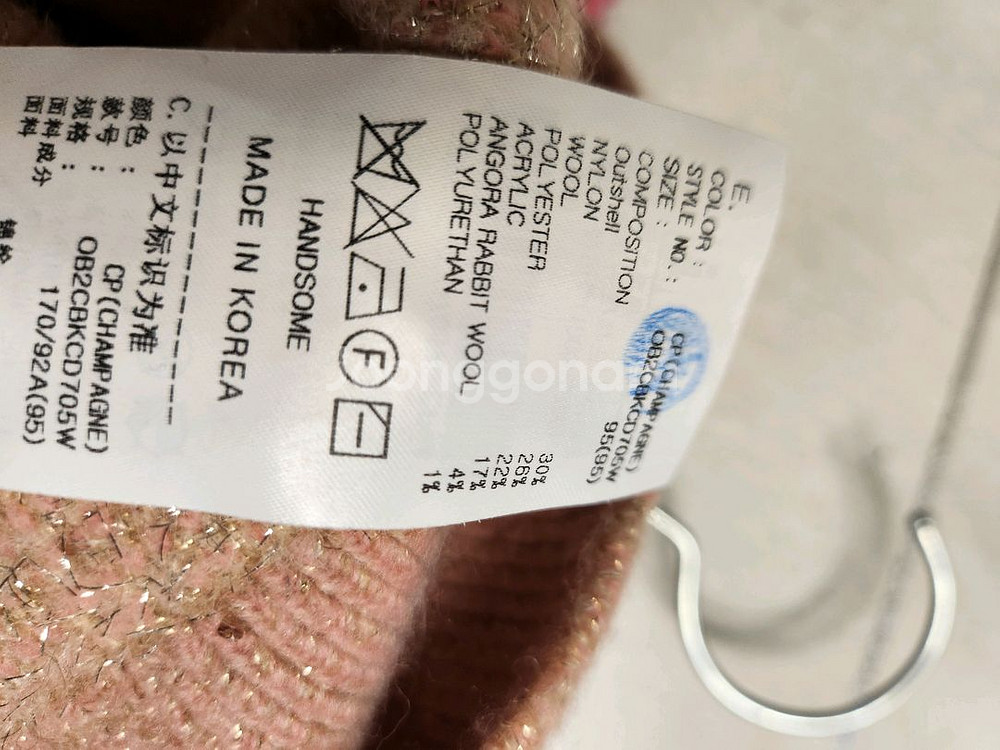 E.
COLOR : CP(CHAMPAGNE)
STYLE NO. : OB2CBKCD705W
SIZE : 95(95)
COMPOSITION
Outshell
NYLON 30%
WOOL 26%
POLYESTER 22%
ACRYLIC 17%
ANGORA RABBIT WOOL 4%
POLYURETHAN 1%
F
HANDSOME
MADE IN KOREA
C. 以中文标识为准
颜色 : CP(CHAMPAGNE)
款号 : OB2CBKCD705W
规格 : 170/92A(95)
面料成分
面料